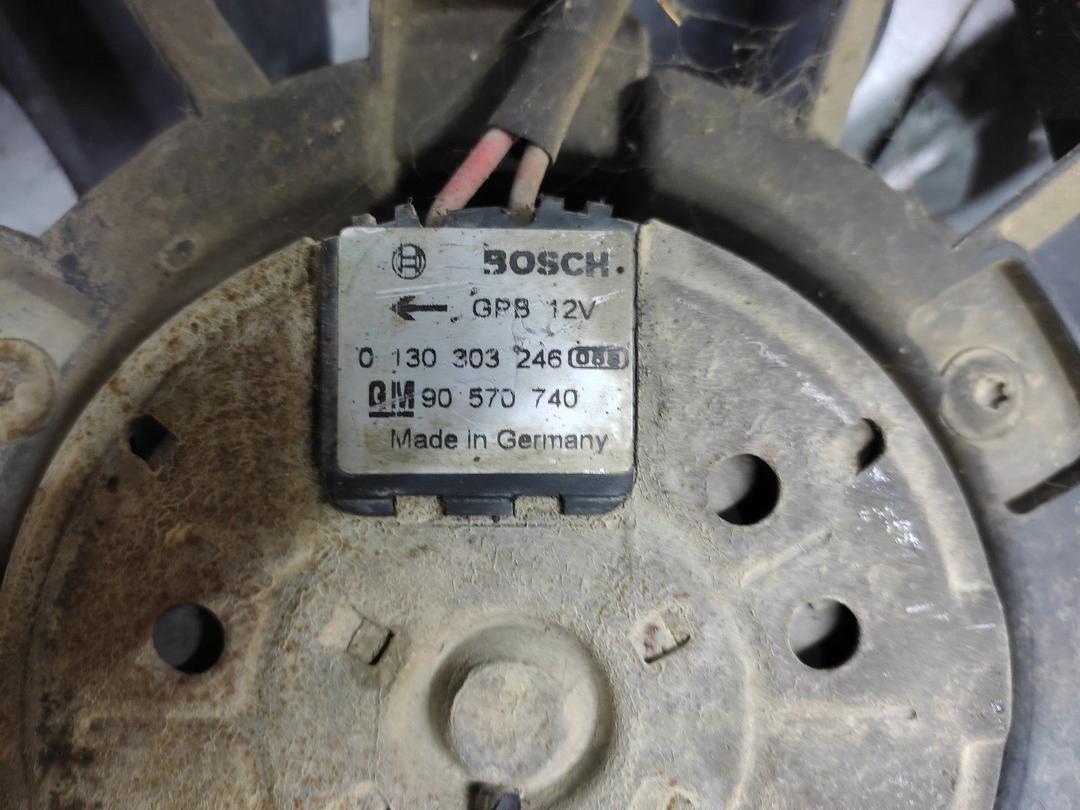 BOSCH
GPB 12V
0 130 303 246
GM 90 570 740
Made in Germany